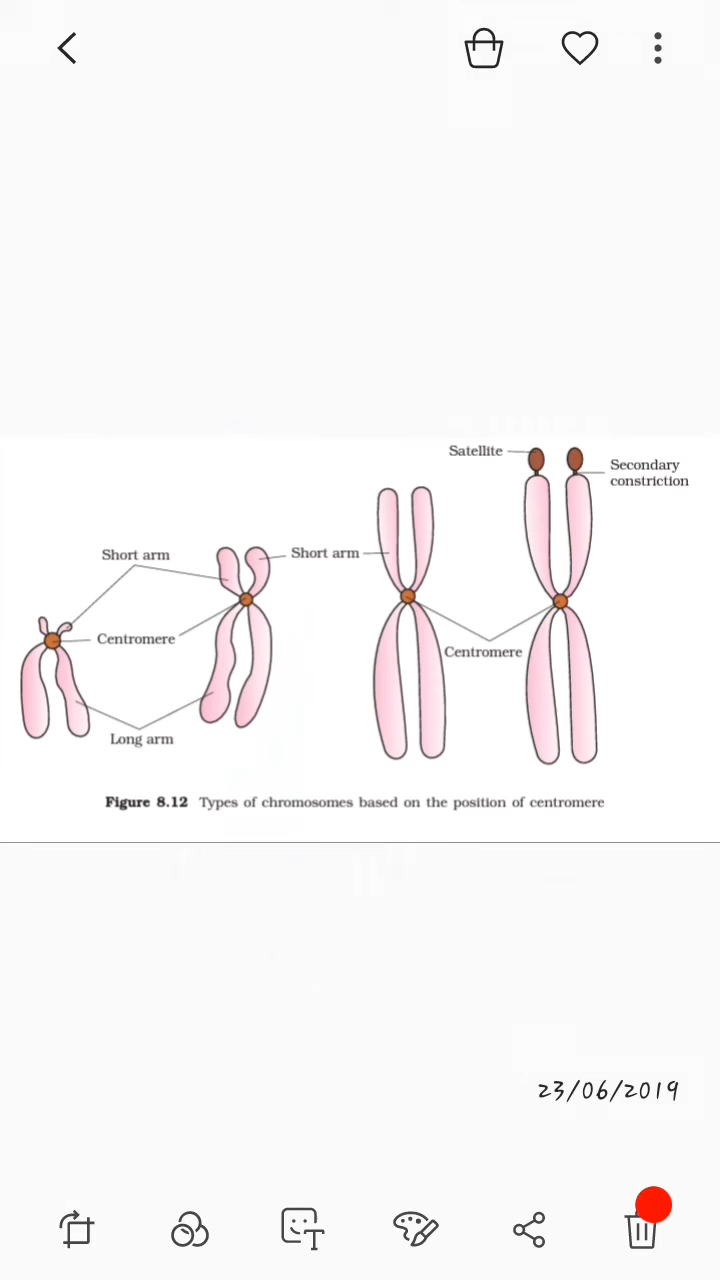 Satellite
Secondary
constriction
Short arm
Short arm
Centromere
Centromere
Long arm
Figure 8.12 Types of chromosomes based on the position of centromere
23/06/2019